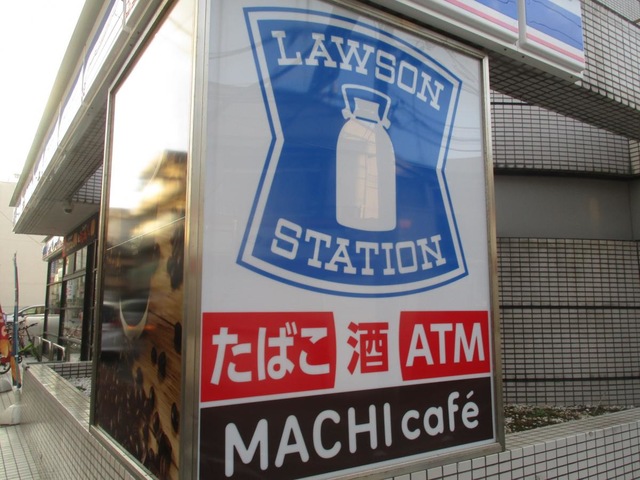 LAWSON
STATION
たばこ 酒 ATM
MACHI café